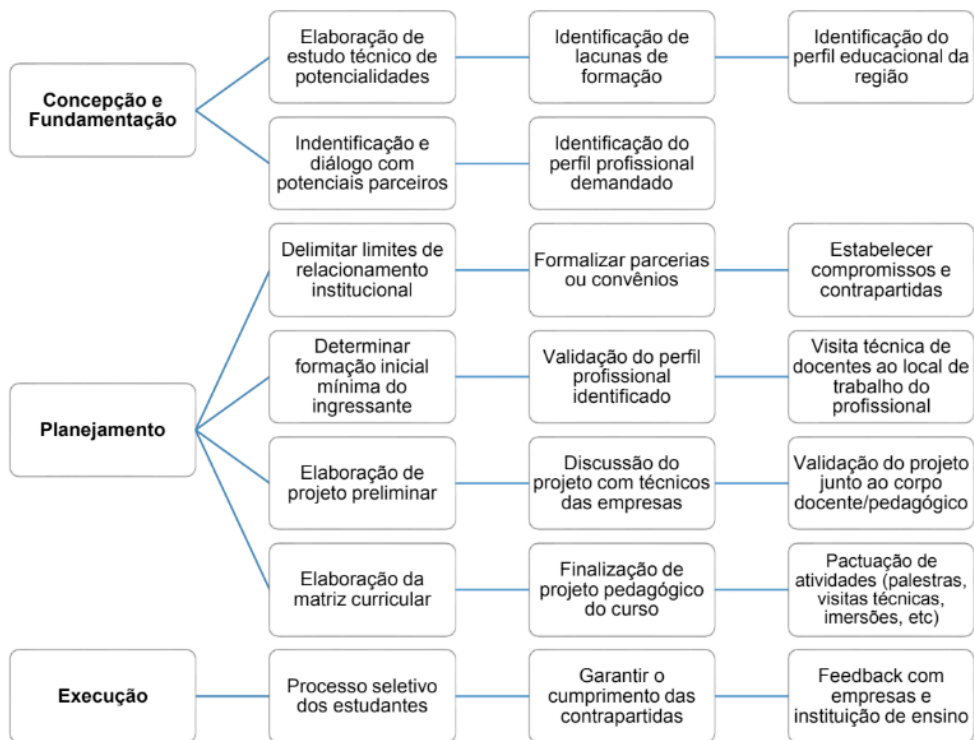 Concepção e
Fundamentação
Elaboração de
estudo técnico de
potencialidades
Identificação de
lacunas de
formação
Identificação do
perfil educacional da
região
Indentificação e
diálogo com
potenciais parceiros
Identificação do
perfil profissional
demandado
Planejamento
Delimitar limites de
relacionamento
institucional
Formalizar parcerias
ou convênios
Estabelecer
compromissos e
contrapartidas
Determinar
formação inicial
mínima do
ingressante
Validação do perfil
profissional
identificado
Visita técnica de
docentes ao local de
trabalho do
profissional
Elaboração de
projeto preliminar
Discussão do
projeto com técnicos
das empresas
Validação do projeto
junto ao corpo
docente/pedagógico
Elaboração da
matriz curricular
Finalização de
projeto pedagógico
do curso
Pactuação de
atividades (palestras,
visitas técnicas,
imersões, etc)
Execução
Processo seletivo
dos estudantes
Garantir o
cumprimento das
contrapartidas
Feedback com
empresas e
instituição de ensino